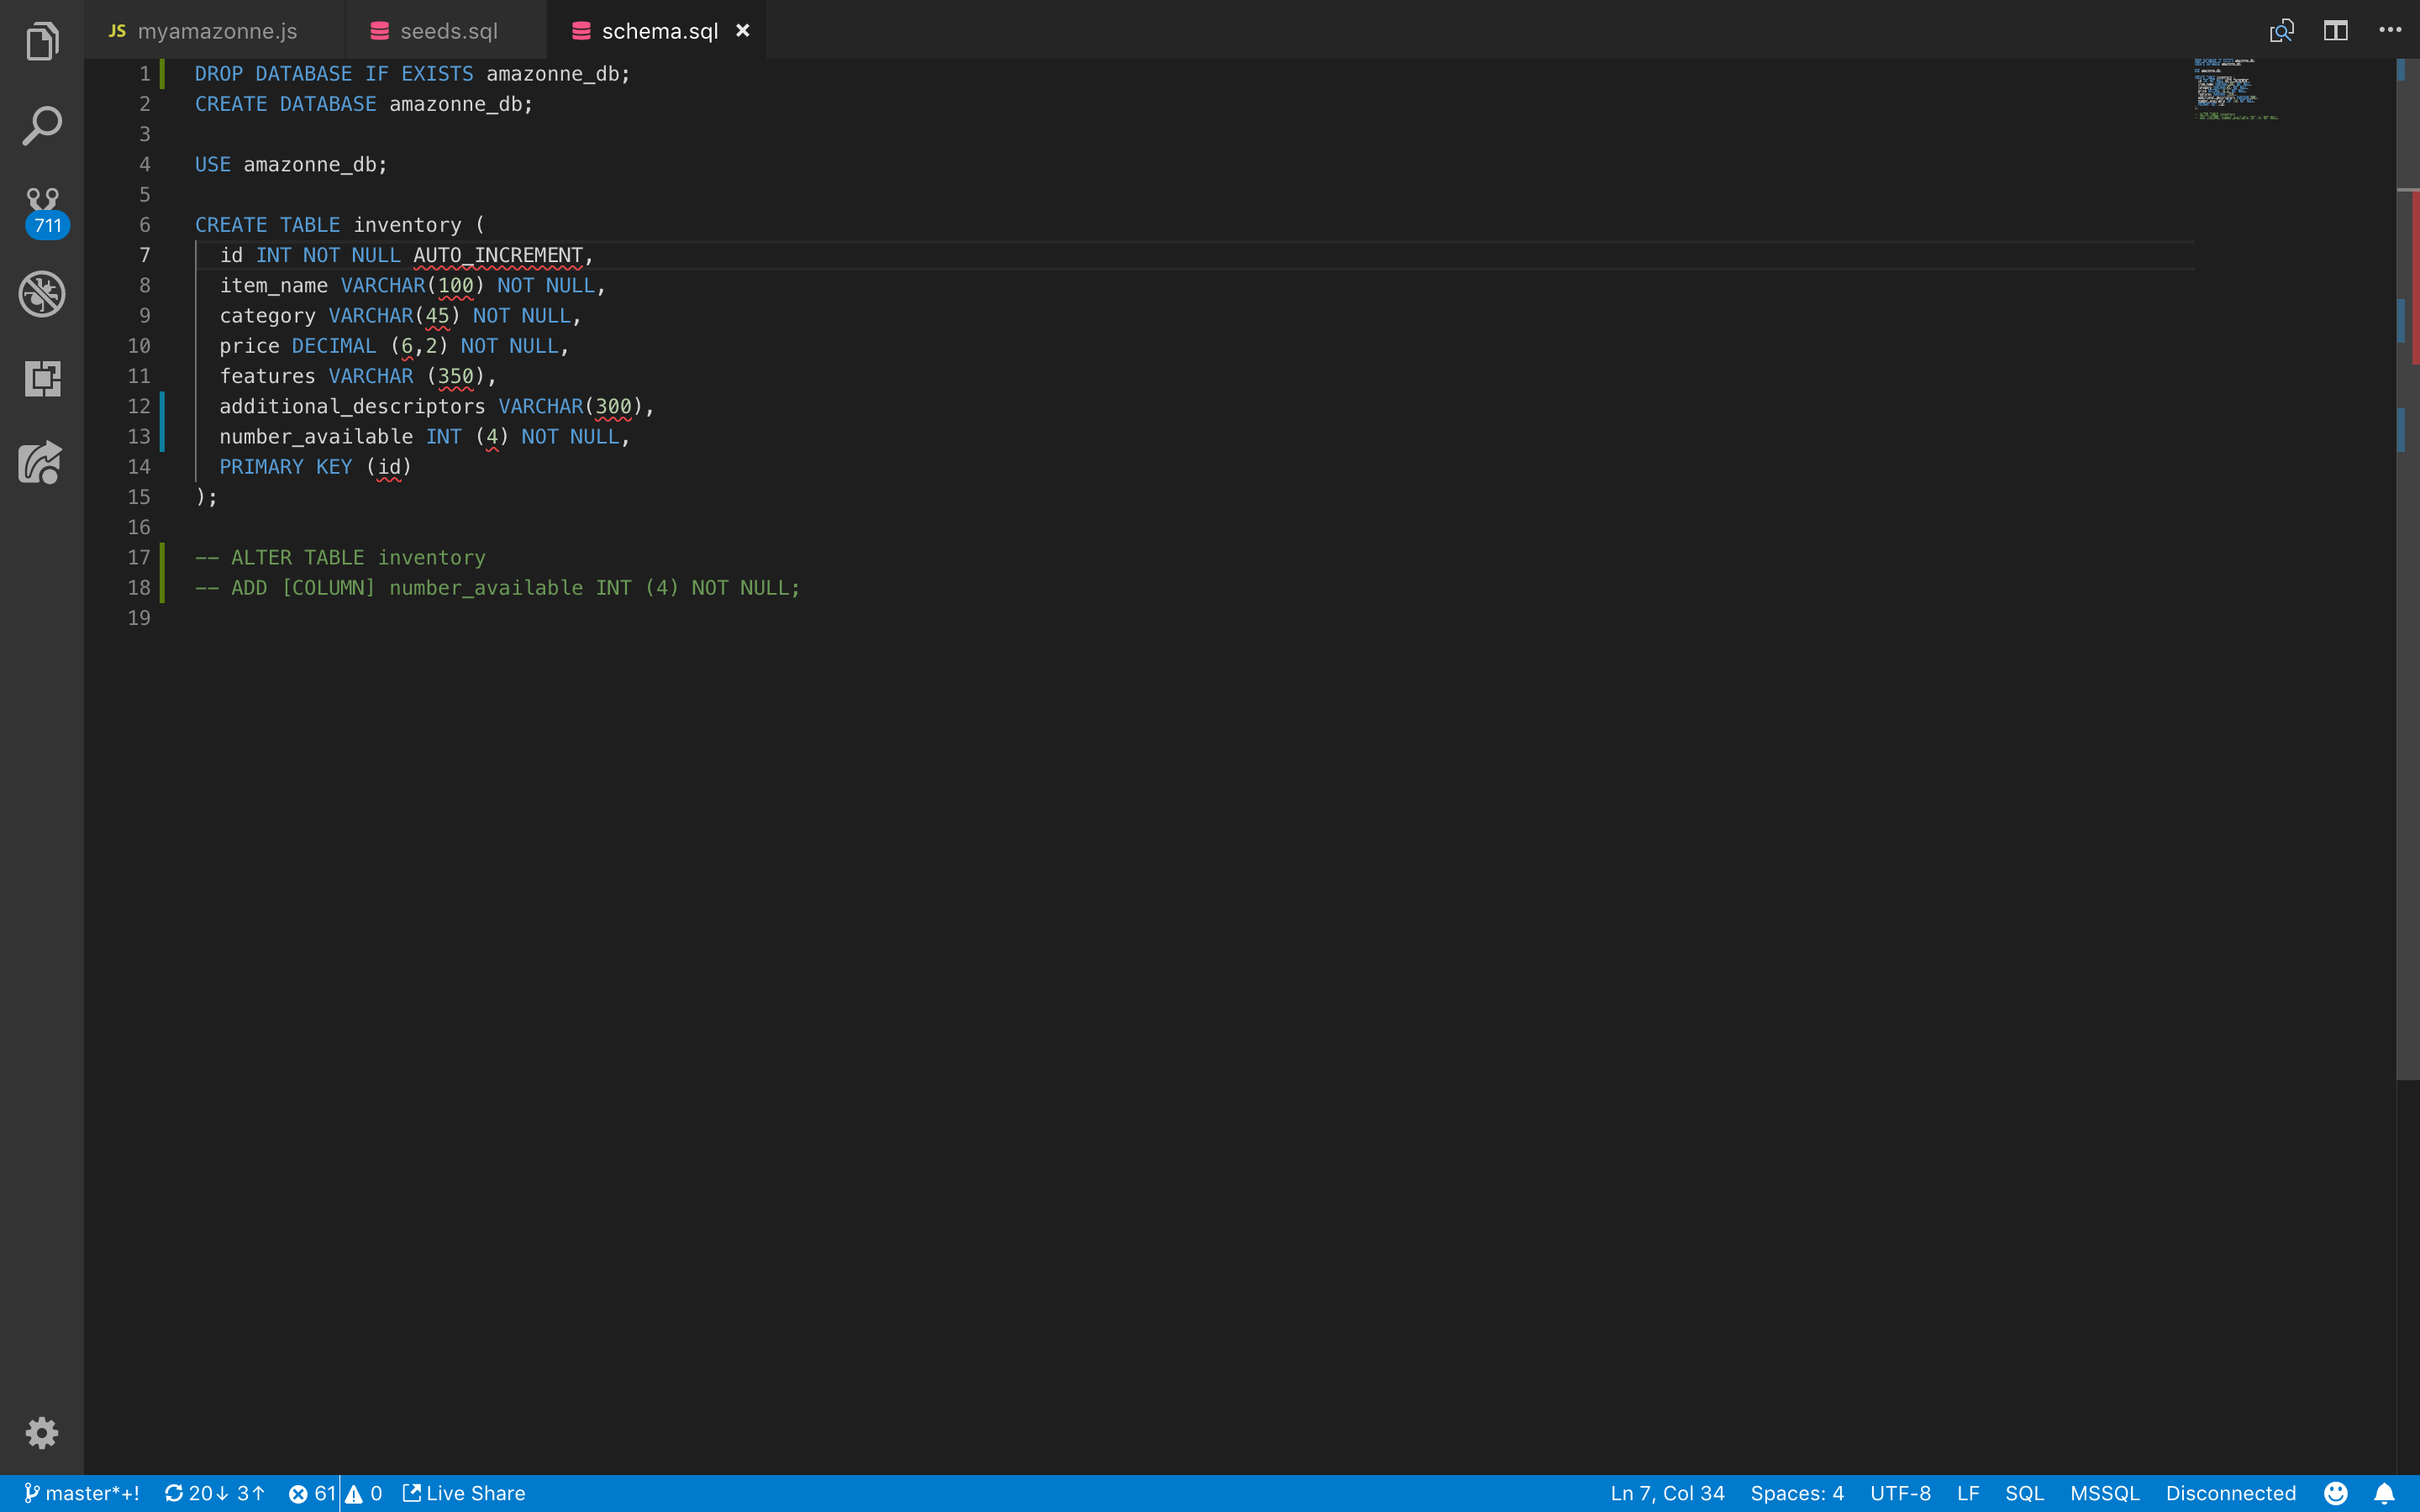 JS myamazonne.js seeds.sql schema.sql ×
1 DROP DATABASE IF EXISTS amazonne_db;
2 CREATE DATABASE amazonne_db;
3
4 USE amazonne_db;
5
6 CREATE TABLE inventory (
7 id INT NOT NULL AUTO_INCREMENT,
8 item_name VARCHAR(100) NOT NULL,
9 category VARCHAR(45) NOT NULL,
10 price DECIMAL (6,2) NOT NULL,
11 features VARCHAR (350),
12 additional_descriptors VARCHAR(300),
13 number_available INT (4) NOT NULL,
14 PRIMARY KEY (id)
15 );
16
17 -- ALTER TABLE inventory
18 -- ADD [COLUMN] number_available INT (4) NOT NULL;
19
711
master*+! 20↓ 3↑ 61 0 Live Share Ln 7, Col 34 Spaces: 4 UTF-8 LF SQL MSSQL Disconnected